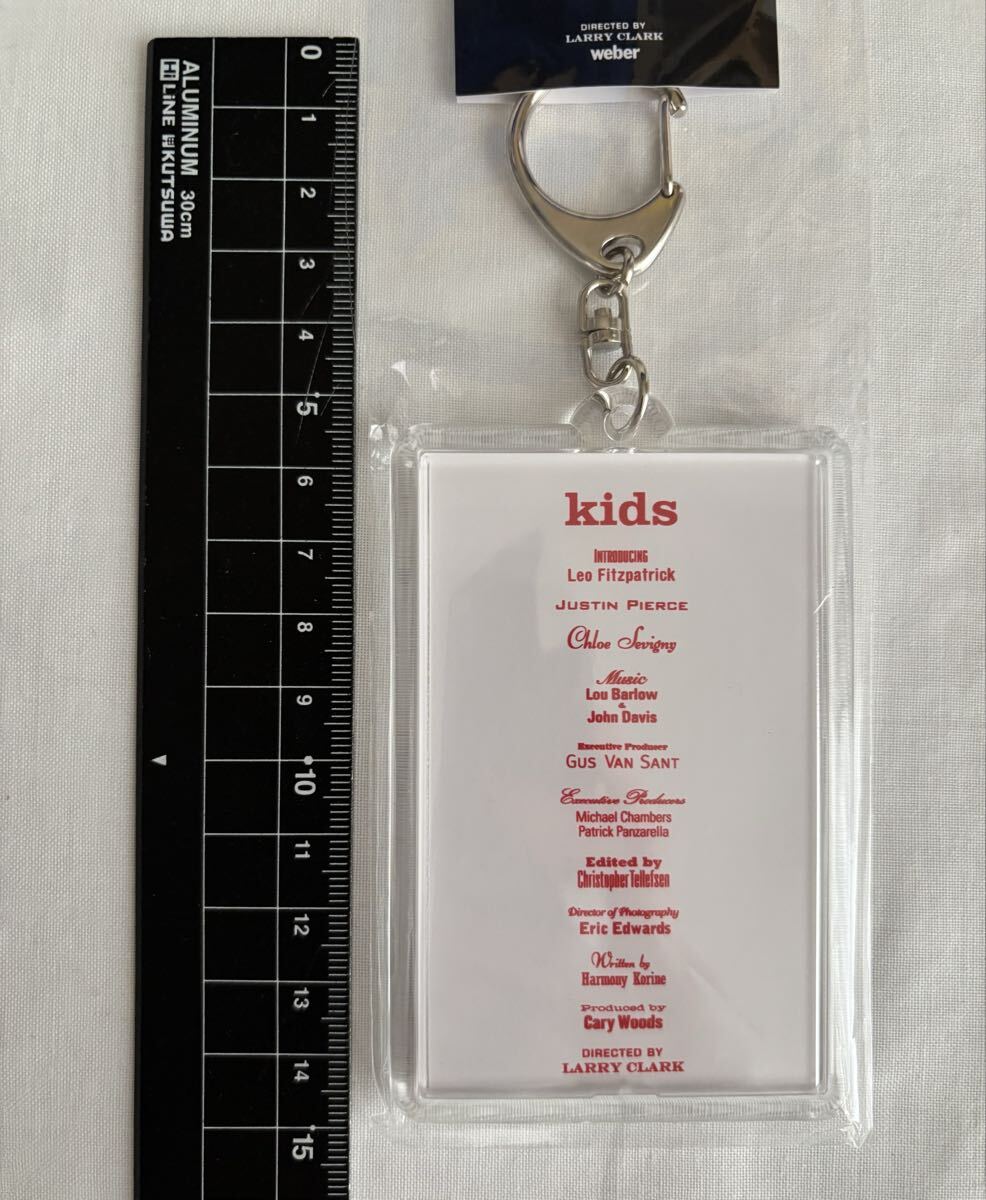 DIRECTED BY
LARRY CLARK
weber
ALUMINUM 30cm
Hi LiNE KUTSUWA
0
1
2
3
4
5
6
7
8
9
10
11
12
13
14
15
kids
INTRODUCING
Leo Fitzpatrick
JUSTIN PIERCE
Chloe Sevigny
Music
Lou Barlow
&
John Davis
Executive Producer
GUS VAN SANT
Executive Producers
Michael Chambers
Patrick Panzarella
Edited by
Christopher Tellefsen
Director of Photography
Eric Edwards
Written by
Harmony Korine
Produced by
Cary Woods
DIRECTED BY
LARRY CLARK